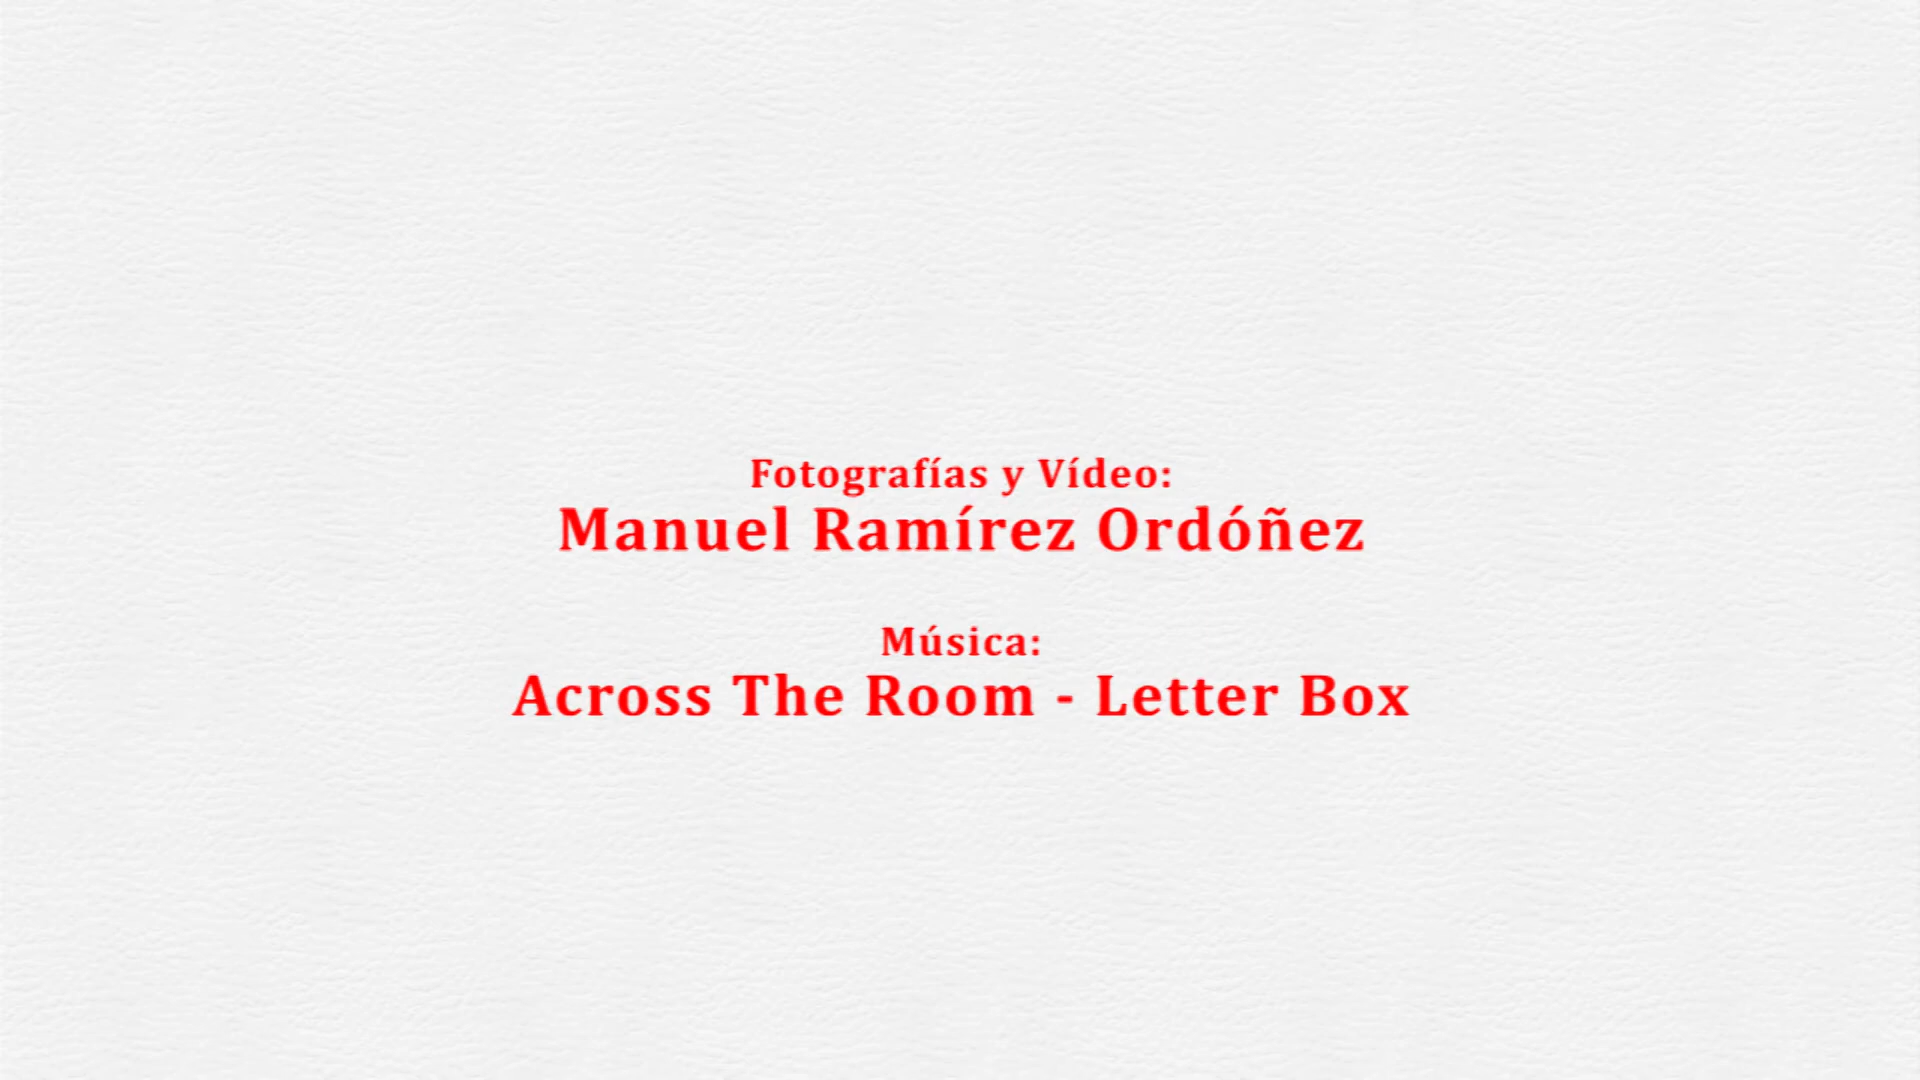 Fotografías y Vídeo:
Manuel Ramírez Ordóñez
Música:
Across The Room - Letter Box